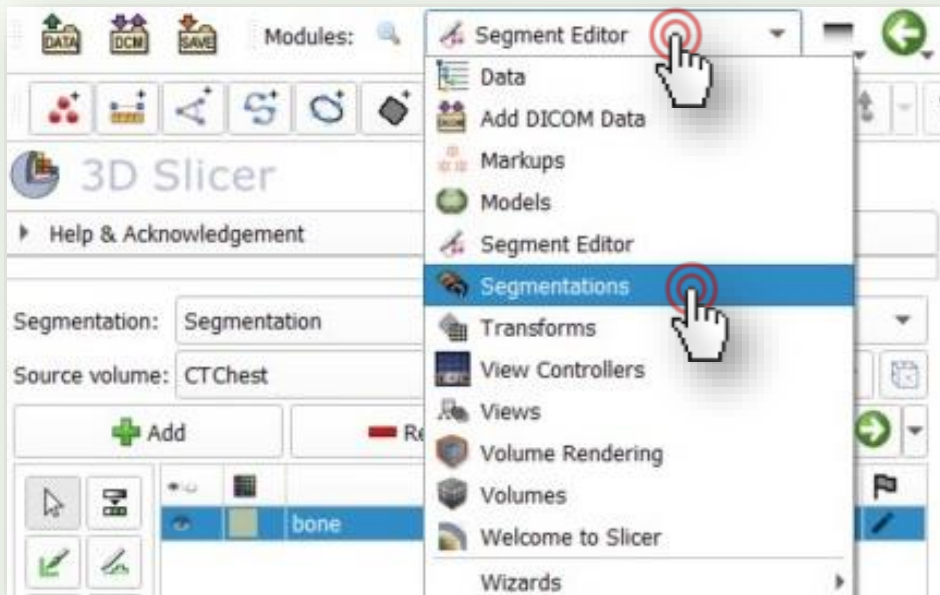 DATA DCM SAVE Modules: Segment Editor
Data
Add DICOM Data
Markups
3D Slicer
Models
Help & Acknowledgement
Segment Editor
Segmentations
Segmentation: Segmentation
Transforms
Source volume: CTChest
View Controllers
Views
Add Re
Volume Rendering
Volumes
bone
Welcome to Slicer
Wizards